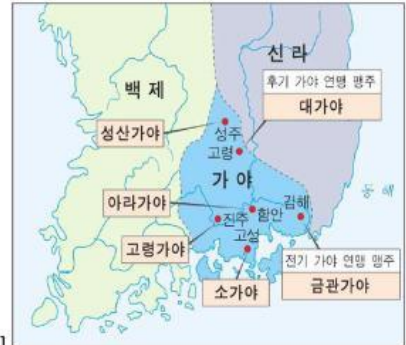 신라
백제
후기 가야 연맹 맹주
대가야
성산가야
성주
고령
가야
동해
아라가야
김해
함안
진주
고령가야
고성
전기 가야 연맹 맹주
금관가야
소가야